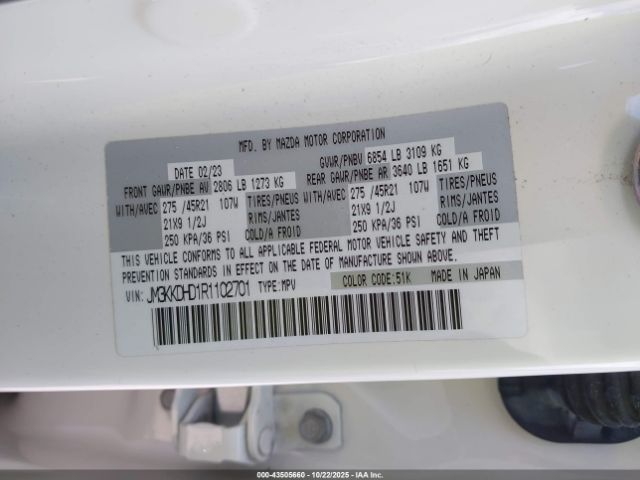 MFD. BY MAZDA MOTOR CORPORATION
DATE 02/23 GVWR/PNBV 6854 LB 3109 KG
FRONT GAWR/PNBE AV 2806 LB 1273 KG REAR GAWR/PNBE AR 3640 LB 1651 KG
WITH/AVEC 275 /45R21 107W TIRES/PNEUS WITH/AVEC 275 /45R21 107W TIRES/PNEUS
21X9 1/2J RIMS/JANTES 21X9 1/2J RIMS/JANTES
250 KPA/36 PSI COLD/A FROID 250 KPA/36 PSI COLD/A FROID
THIS VEHICLE CONFORMS TO ALL APPLICABLE FEDERAL MOTOR VEHICLE SAFETY AND THEFT
PREVENTION STANDARDS IN EFFECT ON THE DATE OF MANUFACTURE SHOWN ABOVE.
VIN: JM3KKDHD1R1102701 TYPE: MPV COLOR CODE: 51K MADE IN JAPAN
000-43505660 - 10/22/2025 - IAAI.com